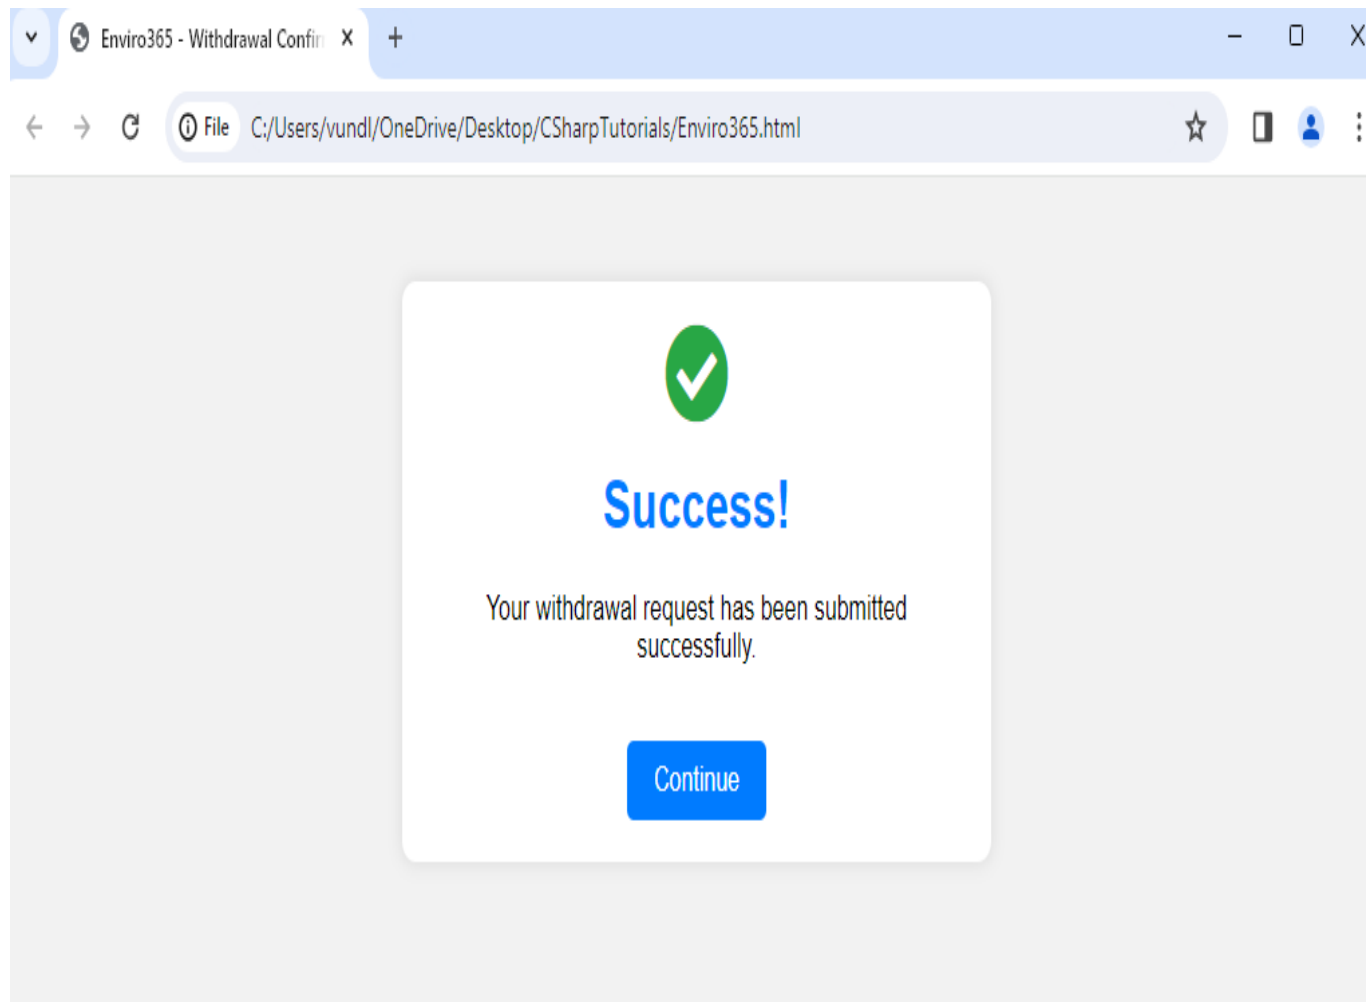 Enviro365 - Withdrawal Confir
File C:/Users/vundl/OneDrive/Desktop/CSharpTutorials/Enviro365.html
Success!
Your withdrawal request has been submitted
successfully.
Continue